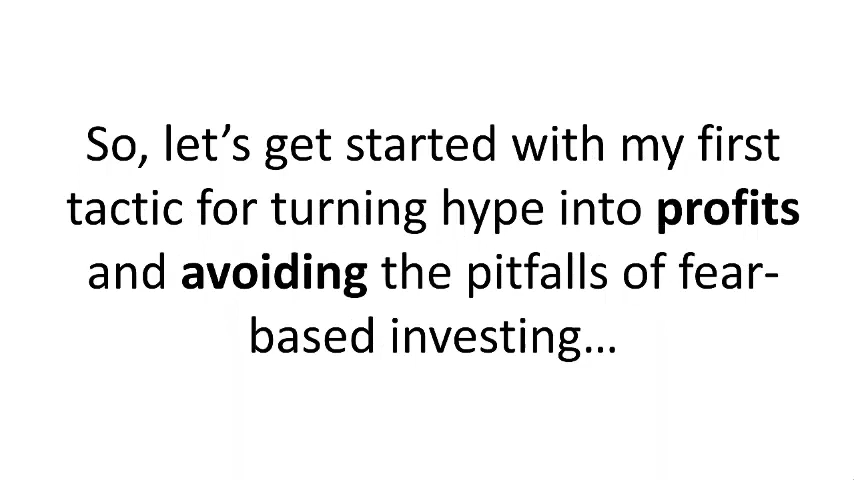 So, let’s get started with my first
tactic for turning hype into profits
and avoiding the pitfalls of fear-
based investing…